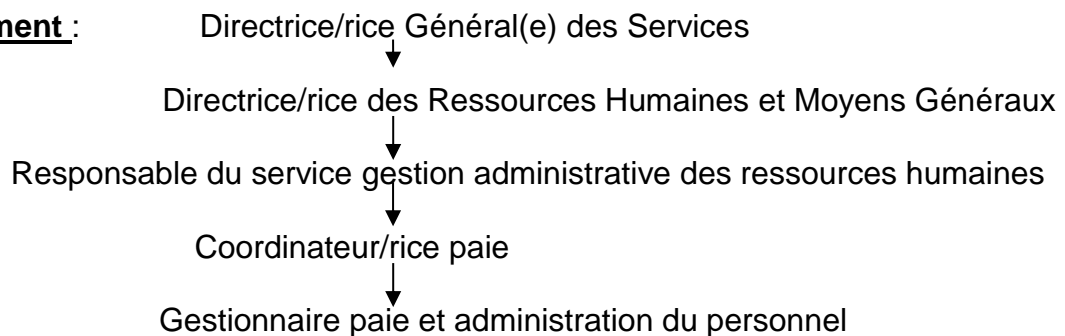 ment : Directrice/rice Général(e) des Services
Directrice/rice des Ressources Humaines et Moyens Généraux
Responsable du service gestion administrative des ressources humaines
Coordinateur/rice paie
Gestionnaire paie et administration du personnel